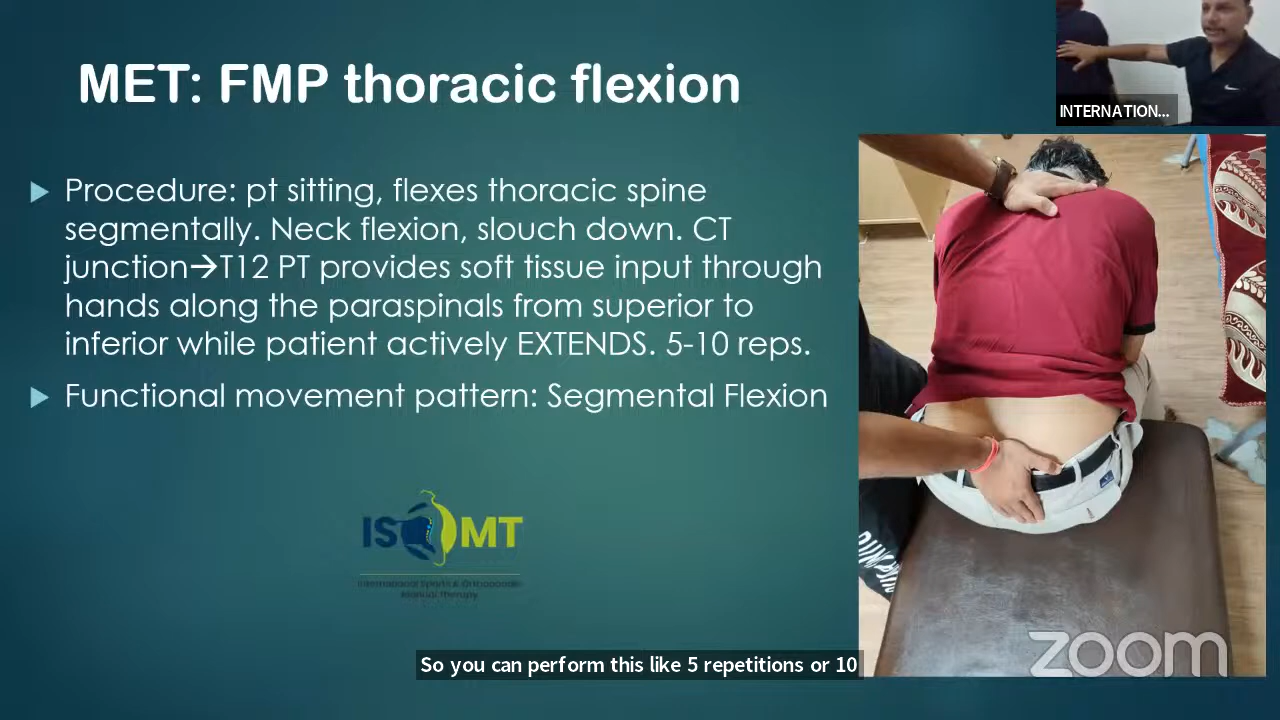 MET: FMP thoracic flexion
INTERNATION...
Procedure: pt sitting, flexes thoracic spine
segmentally. Neck flexion, slouch down. CT
junction→T12 PT provides soft tissue input through
hands along the paraspinals from superior to
inferior while patient actively EXTENDS. 5-10 reps.
Functional movement pattern: Segmental Flexion
ISOMT
International
Manual Therapy
So you can perform this like 5 repetitions or 10
zoom